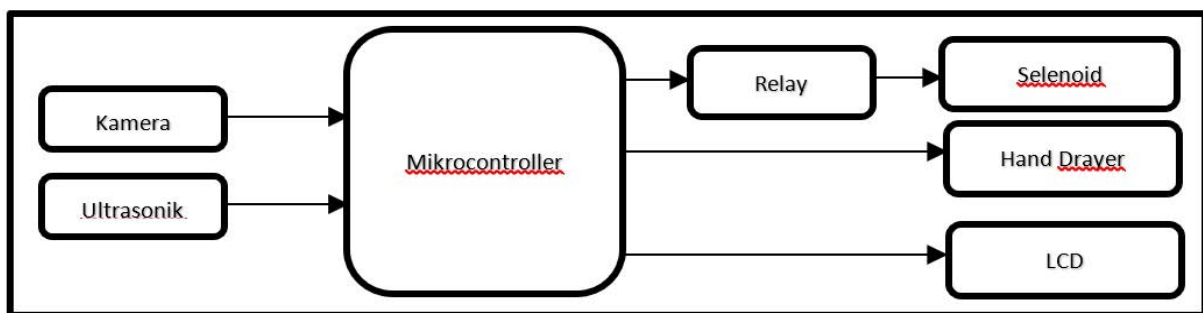 Kamera
Ultrasonik
Mikrocontroller
Relay
Selenoid
Hand Drayer
LCD